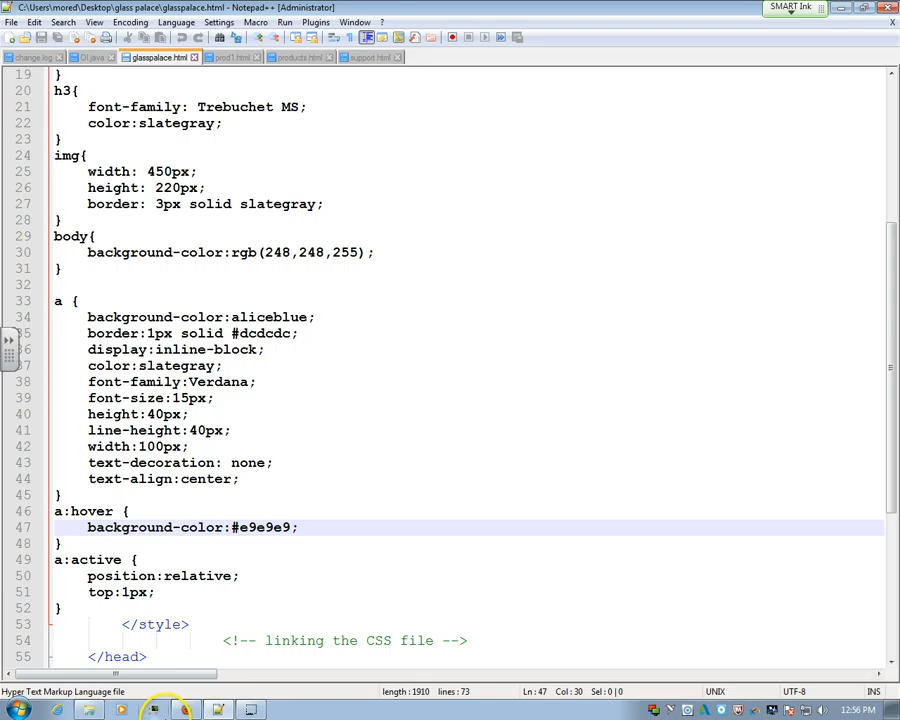 C:\Users\mored\Desktop\glass palace\glasspalace.html - Notepad++ [Administrator]
SMART Ink
File Edit Search View Encoding Language Settings Macro Run Plugins Window ?
X
change.log DI.java glasspalace.html prod1.html products.html support.html
19 }
20 h3{
21 font-family: Trebuchet MS;
22 color:slategray;
23 }
24 img{
25 width: 450px;
26 height: 220px;
27 border: 3px solid slategray;
28 }
29 body{
30 background-color:rgb(248,248,255);
31 }
32
33 a {
34 background-color:aliceblue;
35 border:1px solid #dcdcdc;
36 display:inline-block;
37 color:slategray;
38 font-family:Verdana;
39 font-size:15px;
40 height:40px;
41 line-height:40px;
42 width:100px;
43 text-decoration: none;
44 text-align:center;
45 }
46 a:hover {
47 background-color:#e9e9e9;
48 }
49 a:active {
50 position:relative;
51 top:1px;
52 }
53 </style>
54 <!-- linking the CSS file -->
55 </head>
Hyper Text Markup Language file length : 1910 lines : 73 Ln : 47 Col : 30 Sel : 0 | 0 UNIX UTF-8 INS
12:56 PM